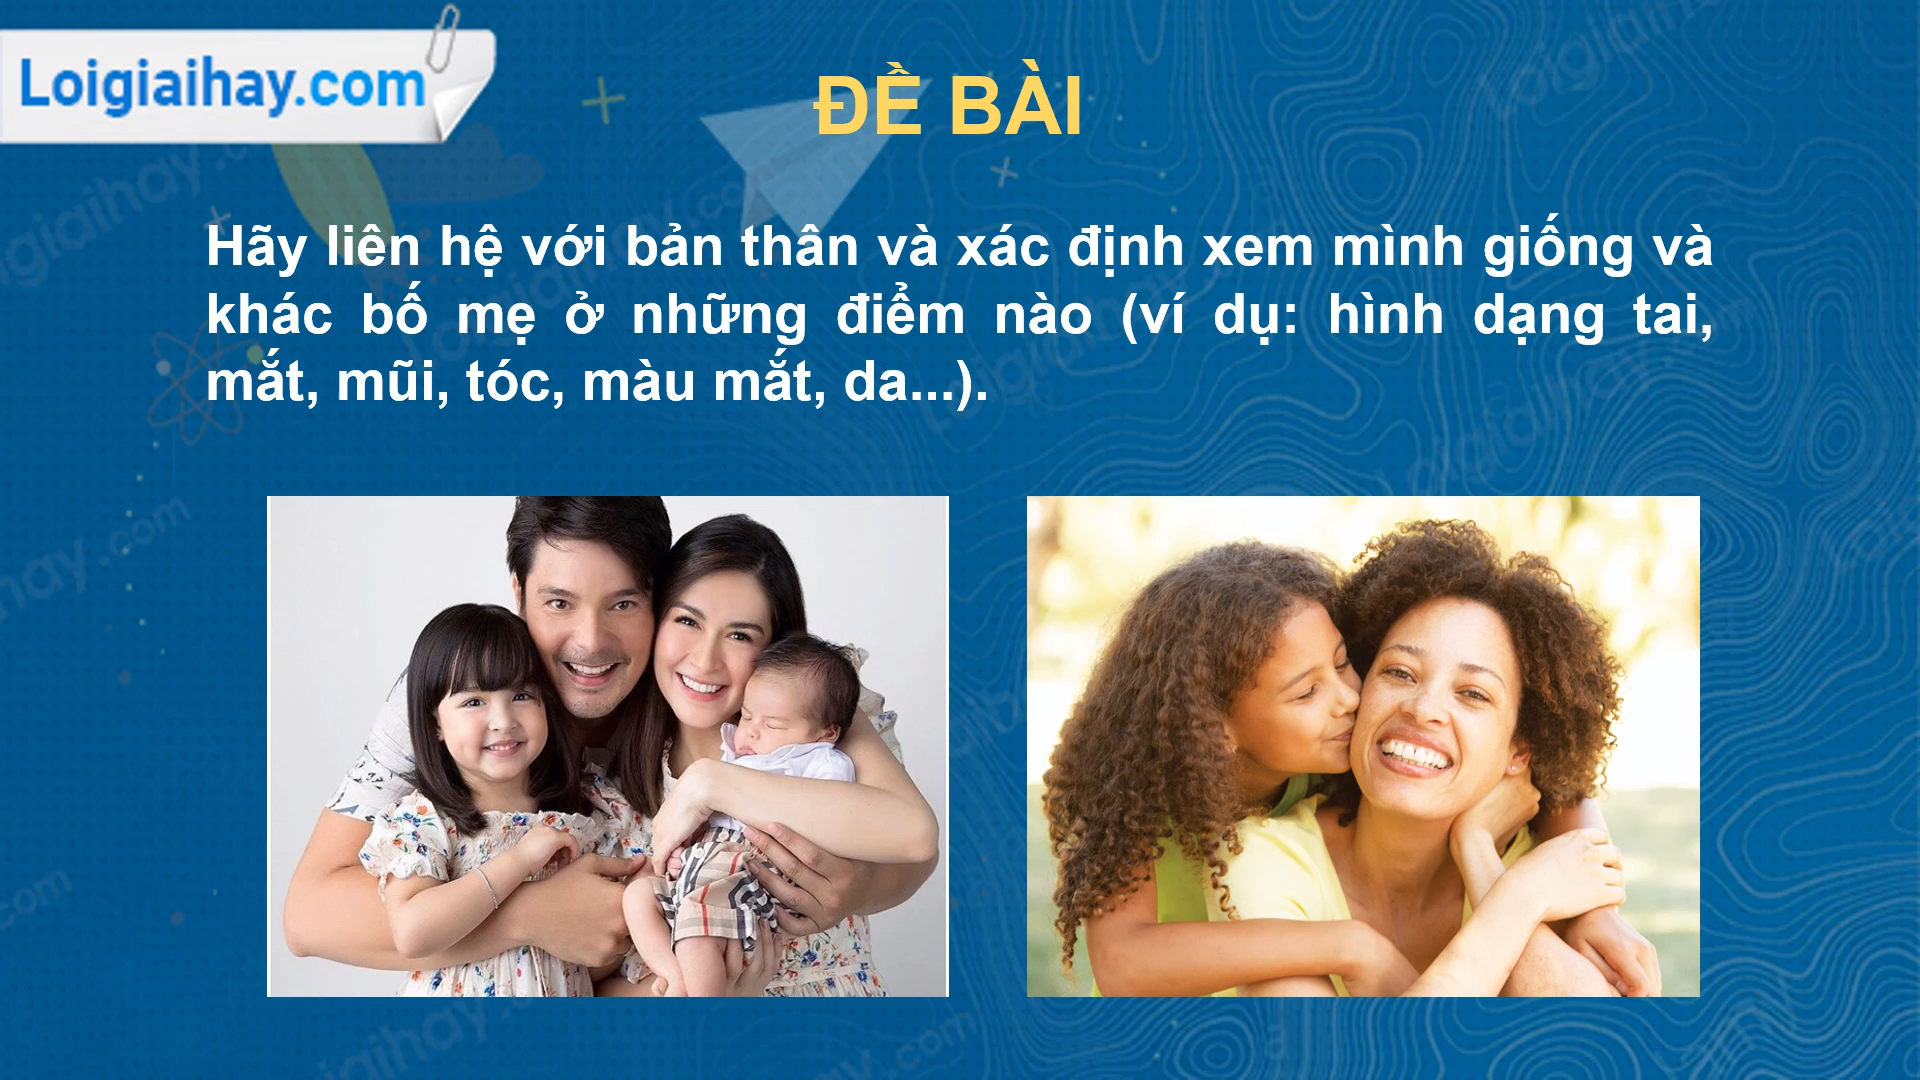 Loigiaihay.com
ĐỀ BÀI
Hãy liên hệ với bản thân và xác định xem mình giống và
khác bố mẹ ở những điểm nào (ví dụ: hình dạng tai,
mắt, mũi, tóc, màu mắt, da...).